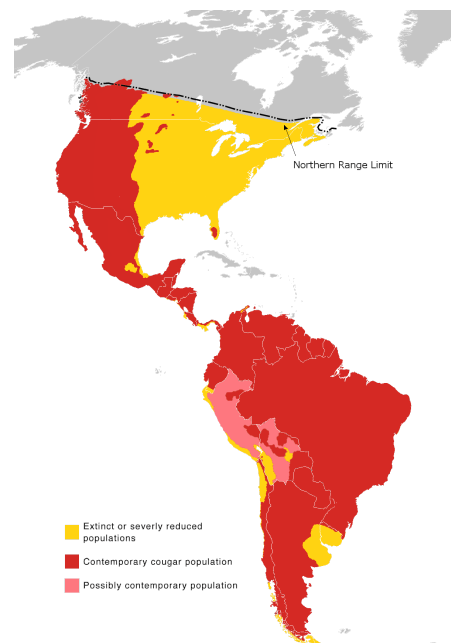 Northern Range Limit
Extinct or severly reduced
populations
Contemporary cougar population
Possibly contemporary population